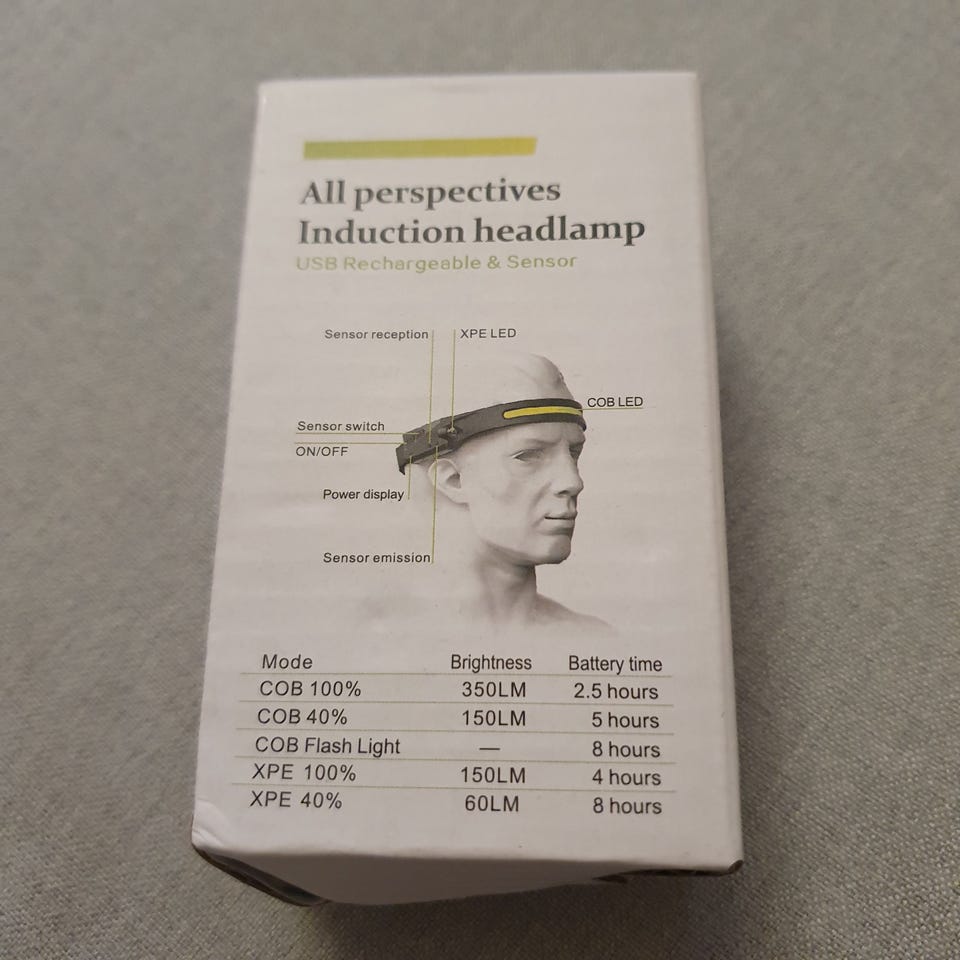 All perspectives
Induction headlamp
USB Rechargeable & Sensor
Sensor reception XPE LED
COB LED
Sensor switch
ON/OFF
Power display
Sensor emission
Mode Brightness Battery time
COB 100% 350LM 2.5 hours
COB 40% 150LM 5 hours
COB Flash Light — 8 hours
XPE 100% 150LM 4 hours
XPE 40% 60LM 8 hours